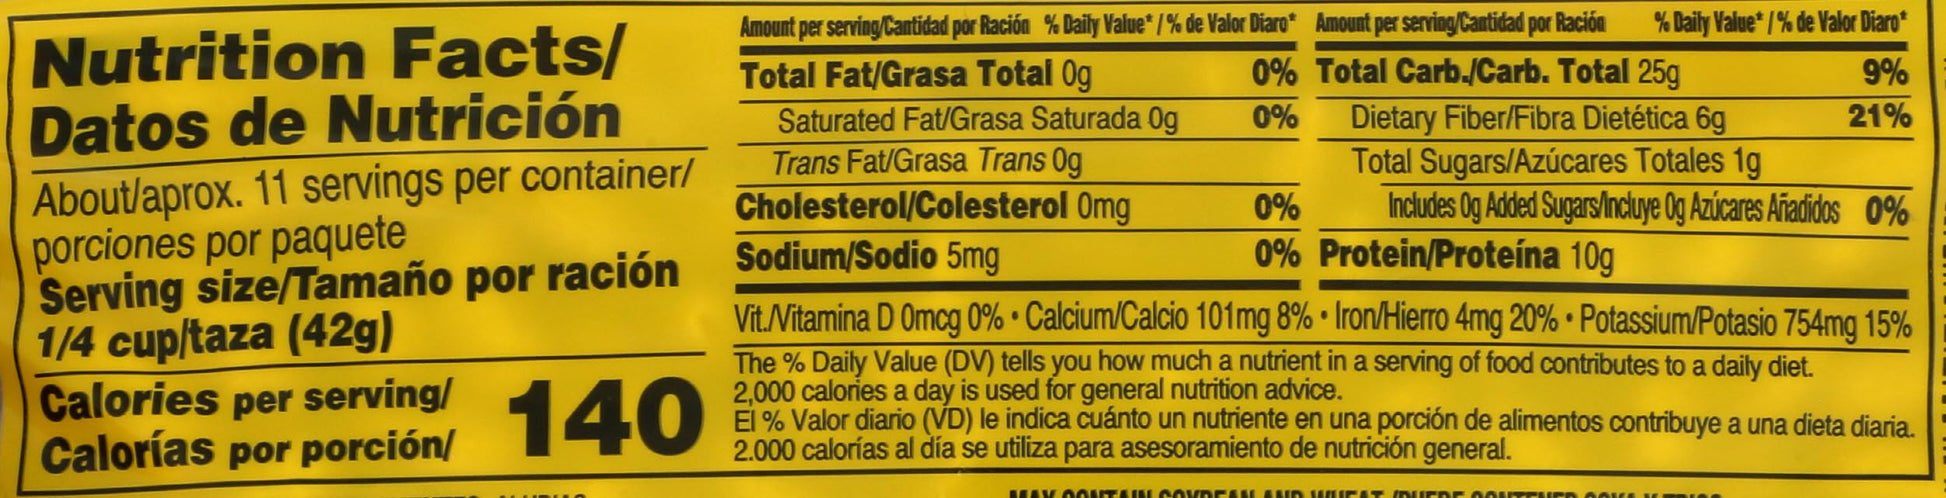 Nutrition Facts/
Datos de Nutrición
About/aprox. 11 servings per container/
porciones por paquete
Serving size/Tamaño por ración
1/4 cup/taza (42g)
Calories per serving/
Calorías por porción/
140
Amount per serving/Cantidad por Ración % Daily Value* / % de Valor Diaro*
Total Fat/Grasa Total 0g 0%
Saturated Fat/Grasa Saturada 0g 0%
Trans Fat/Grasa Trans 0g
Cholesterol/Colesterol 0mg 0%
Sodium/Sodio 5mg 0%
Amount per serving/Cantidad por Ración % Daily Value* / % de Valor Diaro*
Total Carb./Carb. Total 25g 9%
Dietary Fiber/Fibra Dietética 6g 21%
Total Sugars/Azúcares Totales 1g
Includes 0g Added Sugars/Incluye 0g Azúcares Añadidos 0%
Protein/Proteína 10g
Vit./Vitamina D 0mcg 0% • Calcium/Calcio 101mg 8% • Iron/Hierro 4mg 20% • Potassium/Potasio 754mg 15%
The % Daily Value (DV) tells you how much a nutrient in a serving of food contributes to a daily diet.
2,000 calories a day is used for general nutrition advice.
El % Valor diario (VD) le indica cuánto un nutriente en una porción de alimentos contribuye a una dieta diaria.
2.000 calorías al día se utiliza para asesoramiento de nutrición general.
MAY CONTAIN SOYBEAN AND WHEAT